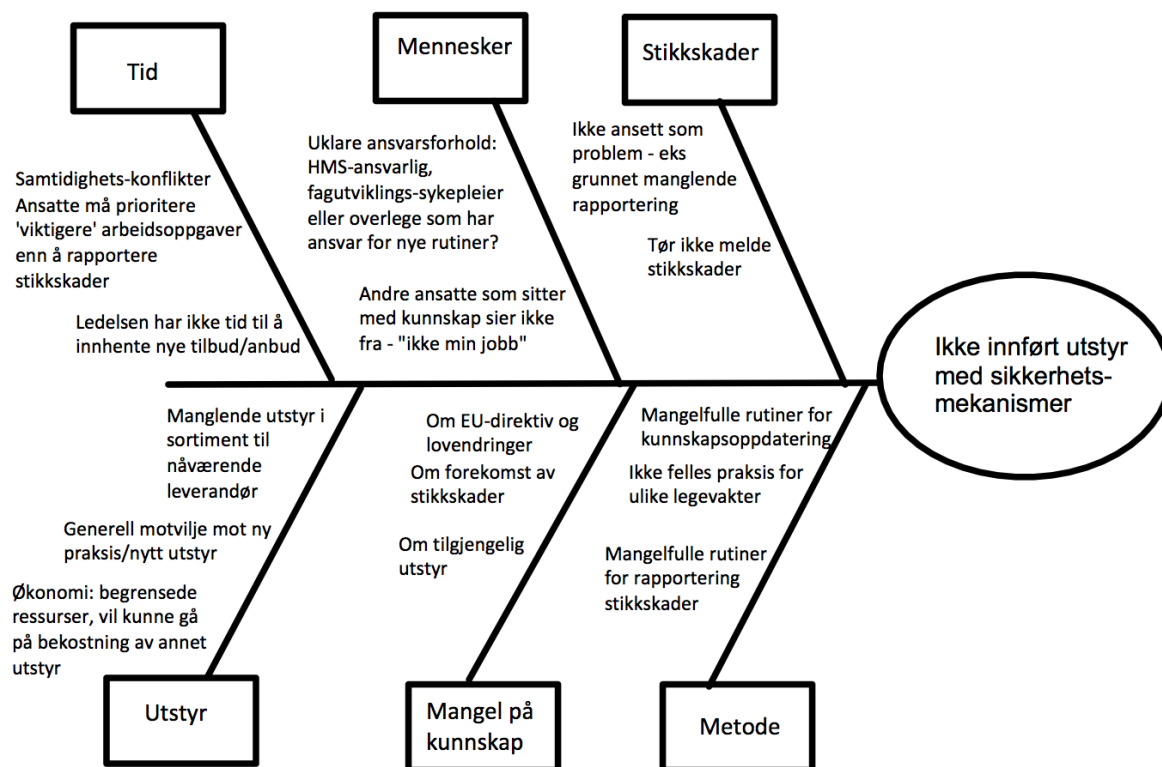 Tid
Mennesker
Stikkskader
Samtidighets-konflikter
Ansatte må prioritere
'viktigere' arbeidsoppgaver
enn å rapportere
stikkskader
Ledelsen har ikke tid til å
innhente nye tilbud/anbud
Uklare ansvarsforhold:
HMS-ansvarlig,
fagutviklings-sykepleier
eller overlege som har
ansvar for nye rutiner?
Andre ansatte som sitter
med kunnskap sier ikke
fra - "ikke min jobb"
Ikke ansett som
problem - eks
grunnet manglende
rapportering
Tør ikke melde
stikkskader
Ikke innført utstyr
med sikkerhets-
mekanismer
Manglende utstyr i
sortiment til
nåværende
leverandør
Generell motvilje mot ny
praksis/nytt utstyr
Økonomi: begrensede
ressurser, vil kunne gå
på bekostning av annet
utstyr
Om EU-direktiv og
lovendringer
Om forekomst av
stikkskader
Om tilgjengelig
utstyr
Mangelfulle rutiner for
kunnskapsoppdatering
Ikke felles praksis for
ulike legevakter
Mangelfulle rutiner
for rapportering
stikkskader
Utstyr
Mangel på
kunnskap
Metode